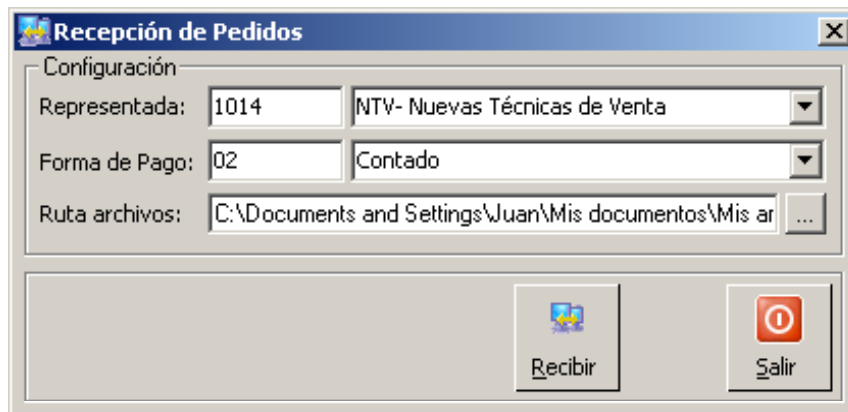 Recepción de Pedidos
Configuración
Representada: 1014 NTV- Nuevas Técnicas de Venta
Forma de Pago: 02 Contado
Ruta archivos: C:\Documents and Settings\Juan\Mis documentos\Mis ar ...
Recibir Salir